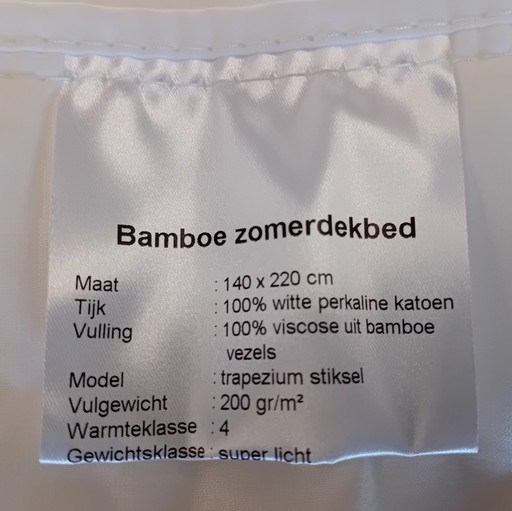 Bamboe zomerdekbed
Maat : 140 x 220 cm
Tijk : 100% witte perkaline katoen
Vulling : 100% viscose uit bamboe
vezels
Model : trapezium stiksel
Vulgewicht : 200 gr/m²
Warmteklasse : 4
Gewichtsklasse : super licht